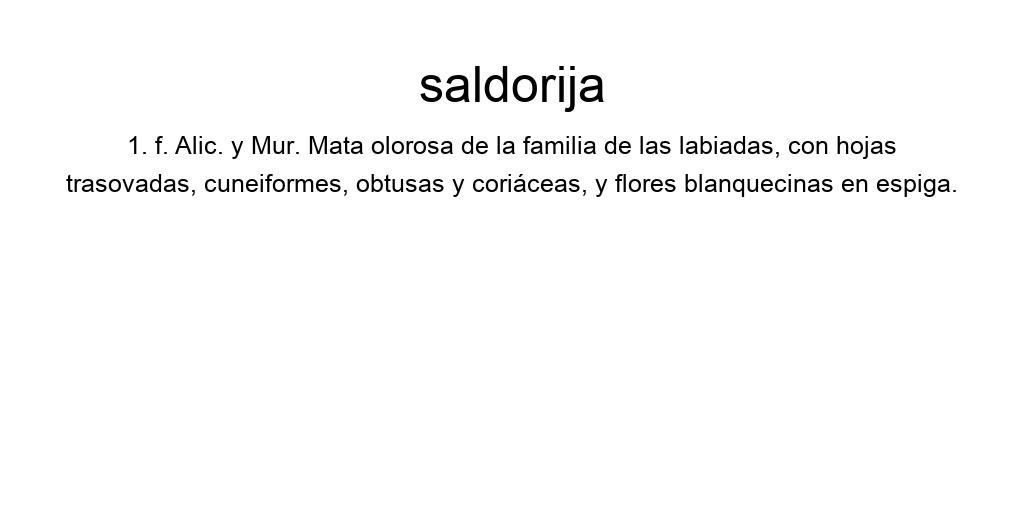 saldorija
1. f. Alic. y Mur. Mata olorosa de la familia de las labiadas, con hojas
trasovadas, cuneiformes, obtusas y coriáceas, y flores blanquecinas en espiga.